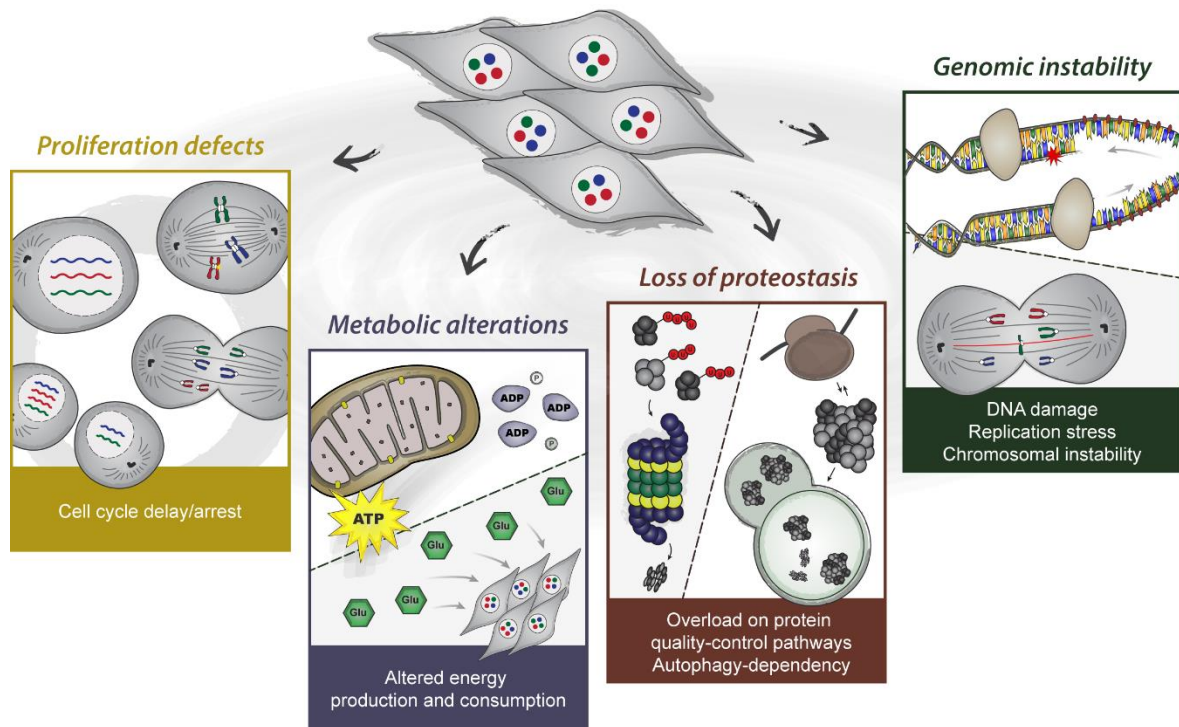 Genomic instability
Proliferation defects
Loss of proteostasis
Metabolic alterations
Cell cycle delay/arrest
P
ADP
ADP
ADP
P
ATP
Glu
Glu
Glu
Glu
Glu
Altered energy
production and consumption
U
U
U
U
U
U
U
U
U
U
Overload on protein
quality-control pathways
Autophagy-dependency
DNA damage
Replication stress
Chromosomal instability